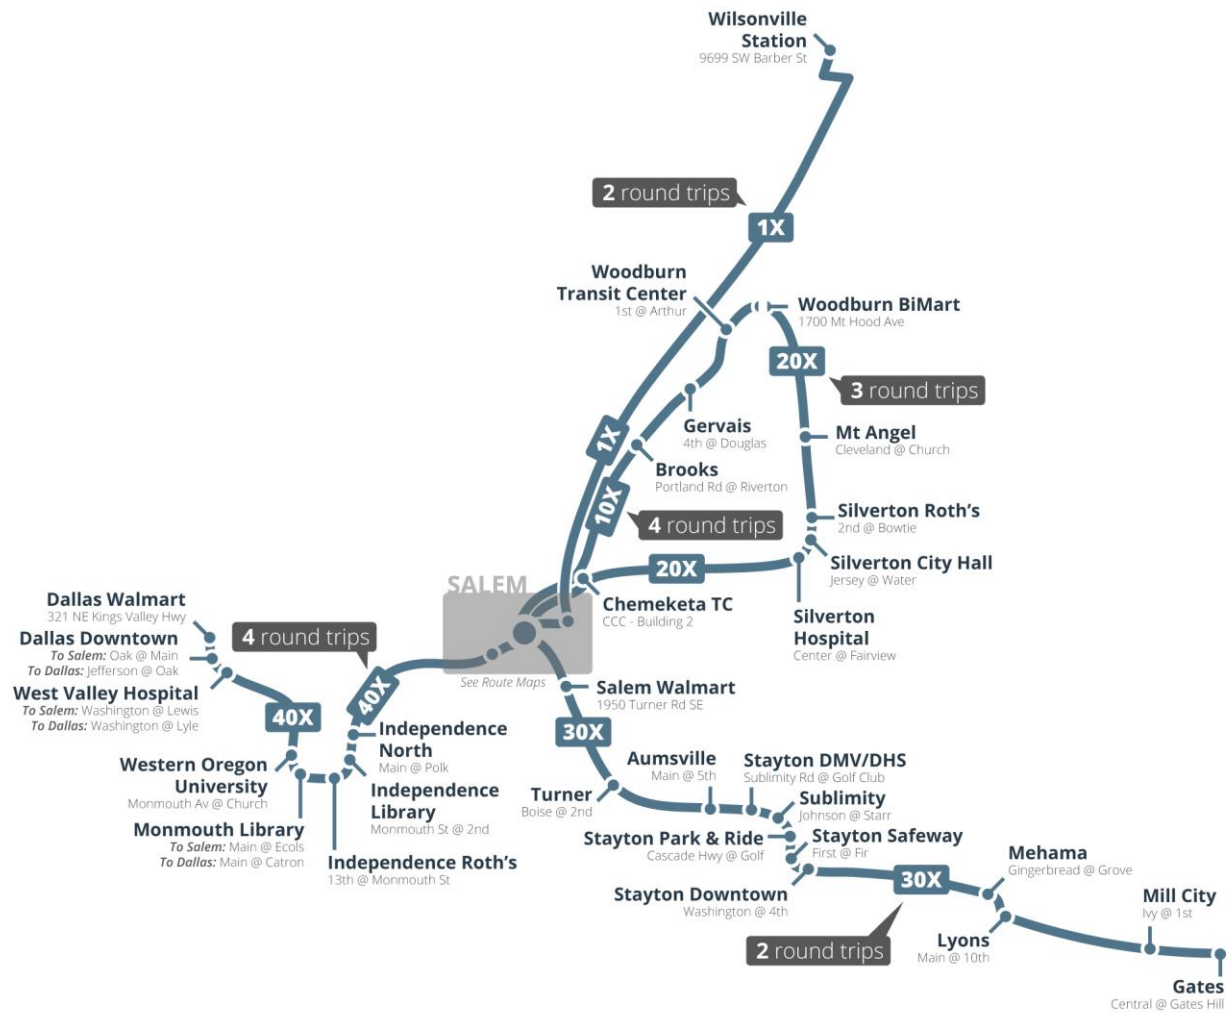 Wilsonville
Station
9699 SW Barber St
2 round trips
1X
Woodburn
Transit Center
1st @ Arthur
Woodburn BiMart
1700 Mt Hood Ave
20X
3 round trips
Gervais
4th @ Douglas
Mt Angel
Cleveland @ Church
1X
Brooks
Portland Rd @ Riverton
10X
4 round trips
Silverton Roth's
2nd @ Bowtie
Silverton City Hall
Jersey @ Water
20X
SALEM
Chemeketa TC
CCC - Building 2
Silverton
Hospital
Center @ Fairview
See Route Maps
Dallas Walmart
321 NE Kings Valley Hwy
Dallas Downtown
To Salem: Oak @ Main
To Dallas: Jefferson @ Oak
West Valley Hospital
To Salem: Washington @ Lewis
To Dallas: Washington @ Lyle
4 round trips
40X
40X
Independence
North
Main @ Polk
Western Oregon
University
Monmouth Av @ Church
Independence
Library
Monmouth St @ 2nd
Monmouth Library
To Salem: Main @ Ecols
To Dallas: Main @ Catron
Independence Roth's
13th @ Monmouth St
Salem Walmart
1950 Turner Rd SE
30X
Turner
Boise @ 2nd
Aumsville
Main @ 5th
Stayton DMV/DHS
Sublimity Rd @ Golf Club
Sublimity
Johnson @ Starr
Stayton Park & Ride
Cascade Hwy @ Golf
Stayton Safeway
First @ Fir
Stayton Downtown
Washington @ 4th
30X
2 round trips
Mehama
Gingerbread @ Grove
Lyons
Main @ 10th
Mill City
Ivy @ 1st
Gates
Central @ Gates Hill